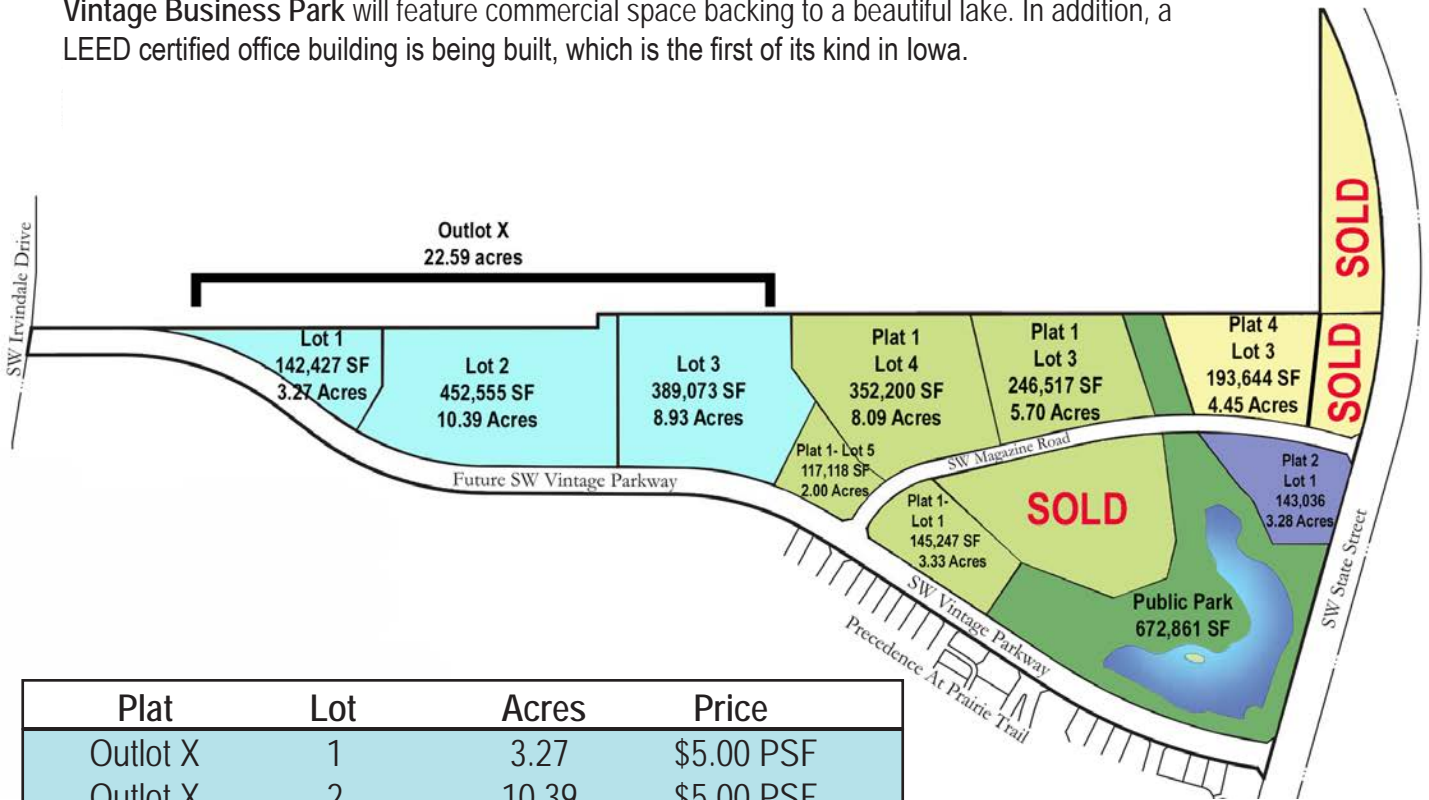 Vintage Business Park will feature commercial space backing to a beautiful lake. In addition, a
LEED certified office building is being built, which is the first of its kind in Iowa.
SW Irvindale Drive
Outlot X
22.59 acres
Lot 1
142,427 SF
3.27 Acres
Lot 2
452,555 SF
10.39 Acres
Lot 3
389,073 SF
8.93 Acres
Plat 1
Lot 4
352,200 SF
8.09 Acres
Plat 1
Lot 3
246,517 SF
5.70 Acres
Plat 4
Lot 3
193,644 SF
4.45 Acres
SOLD
SOLD
Plat 1- Lot 5
117,118 SF
2.00 Acres
SW Magazine Road
Plat 1-
Lot 1
145,247 SF
3.33 Acres
SOLD
Plat 2
Lot 1
143,036
3.28 Acres
Future SW Vintage Parkway
SW Vintage Parkway
Public Park
672,861 SF
SW State Street
Precedence At Prairie Trail
Plat Lot Acres Price
Outlot X 1 3.27 $5.00 PSF
Outlot X 2 10.39 $5.00 PSF